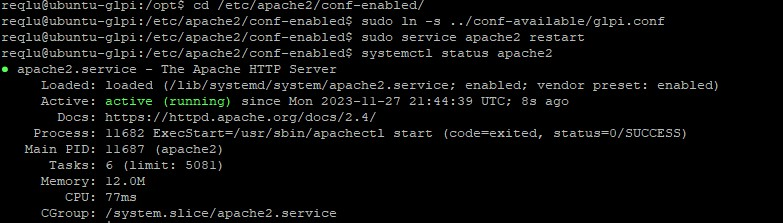 reqlu@ubuntu-glpi:/opt$ cd /etc/apache2/conf-enabled/
reqlu@ubuntu-glpi:/etc/apache2/conf-enabled$ sudo ln -s ../conf-available/glpi.conf
reqlu@ubuntu-glpi:/etc/apache2/conf-enabled$ sudo service apache2 restart
reqlu@ubuntu-glpi:/etc/apache2/conf-enabled$ systemctl status apache2
● apache2.service - The Apache HTTP Server
Loaded: loaded (/lib/systemd/system/apache2.service; enabled; vendor preset: enabled)
Active: active (running) since Mon 2023-11-27 21:44:39 UTC; 8s ago
Docs: https://httpd.apache.org/docs/2.4/
Process: 11682 ExecStart=/usr/sbin/apachectl start (code=exited, status=0/SUCCESS)
Main PID: 11687 (apache2)
Tasks: 6 (limit: 5081)
Memory: 12.0M
CPU: 77ms
CGroup: /system.slice/apache2.service